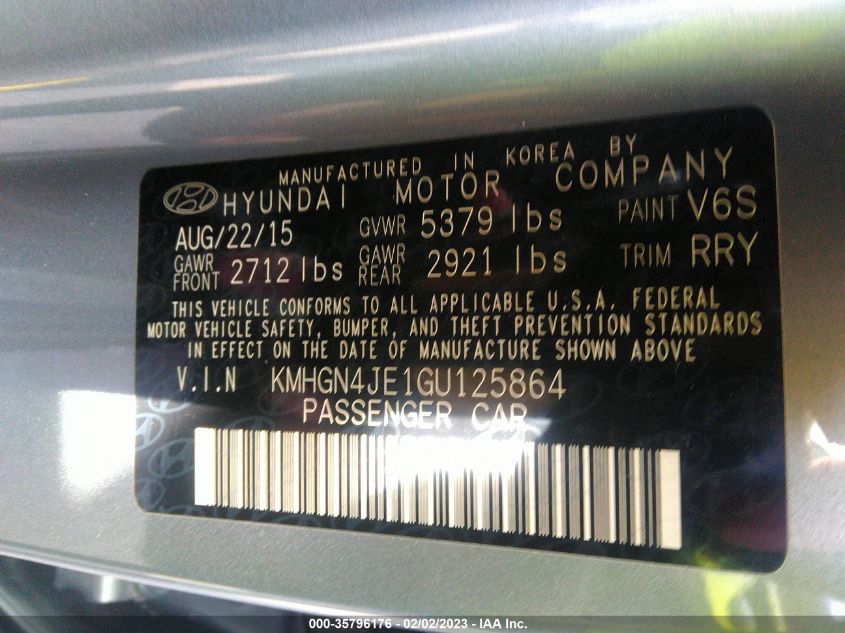 MANUFACTURED IN KOREA BY
HYUNDAI MOTOR COMPANY
AUG/22/15 GVWR 5379 lbs PAINT V6S
GAWR FRONT 2712 lbs GAWR REAR 2921 lbs TRIM RRY
THIS VEHICLE CONFORMS TO ALL APPLICABLE U.S.A. FEDERAL
MOTOR VEHICLE SAFETY, BUMPER, AND THEFT PREVENTION STANDARDS
IN EFFECT ON THE DATE OF MANUFACTURE SHOWN ABOVE
V.I.N KMHGN4JE1GU125864
PASSENGER CAR
000-35796176 - 02/02/2023 - IAA Inc.